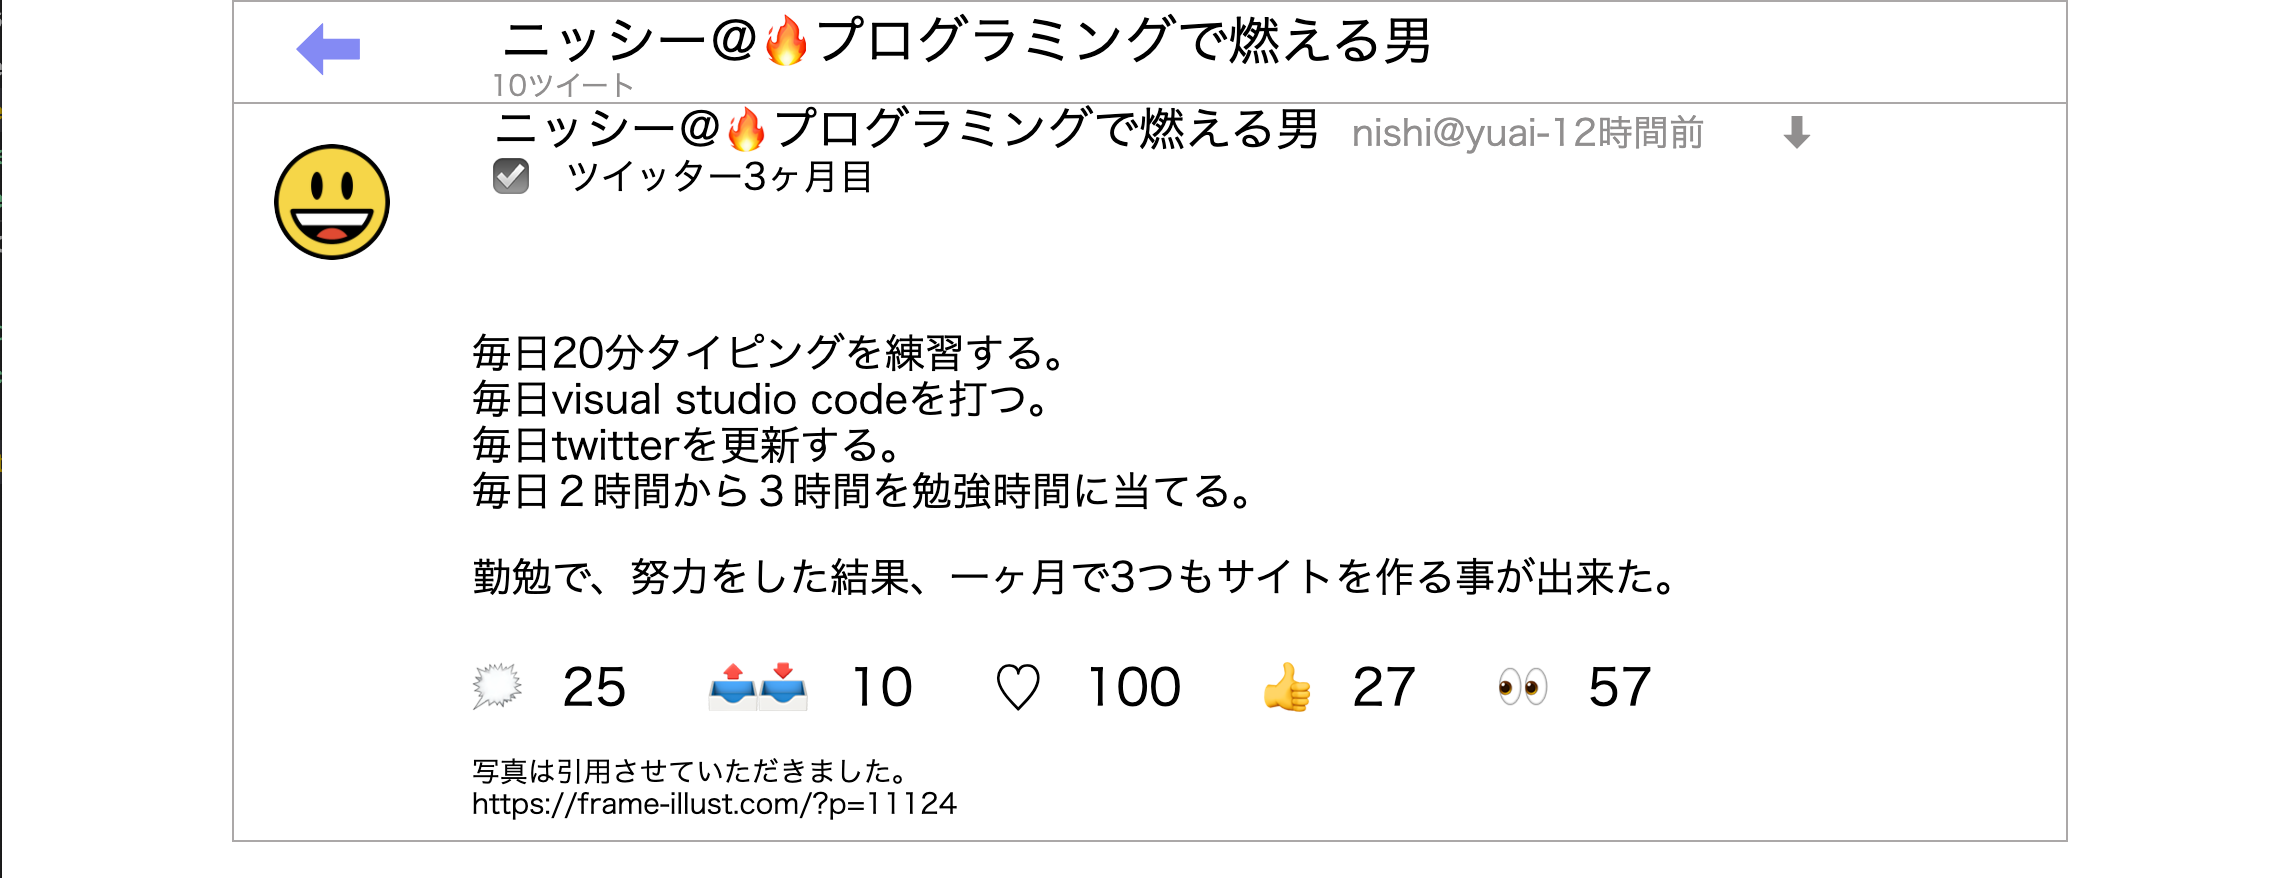 ニッシー@🔥プログラミングで燃える男
10ツイート
ニッシー@🔥プログラミングで燃える男 nishi@yuai-12時間前
ツイッター3ヶ月目
毎日20分タイピングを練習する。
毎日visual studio codeを打つ。
毎日twitterを更新する。
毎日２時間から３時間を勉強時間に当てる。
勤勉で、努力をした結果、一ヶ月で3つもサイトを作る事が出来た。
25 10 ♡ 100 27 57
写真は引用させていただきました。
https://frame-illust.com/?p=11124